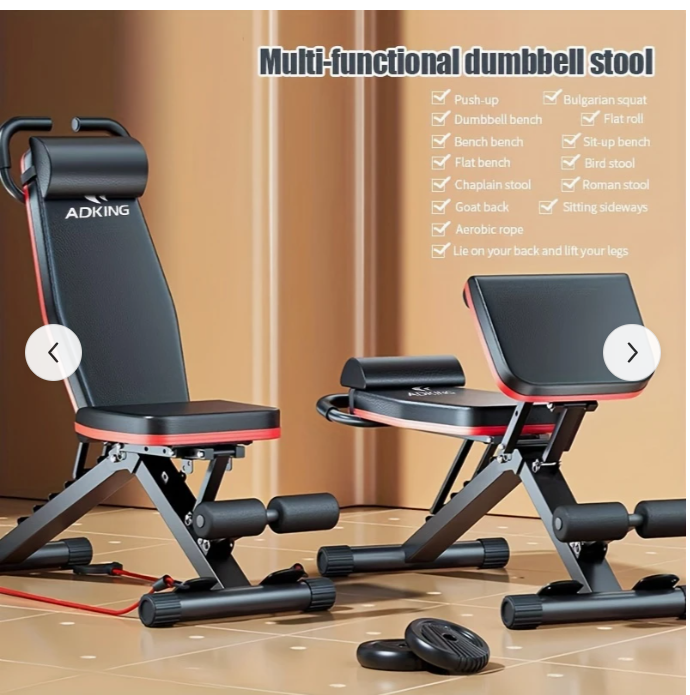 Multi-functional dumbbell stool
Push-up
Bulgarian squat
Dumbbell bench
Flat roll
Bench bench
Sit-up bench
Flat bench
Bird stool
Chaplain stool
Roman stool
Goat back
Sitting sideways
Aerobic rope
Lie on your back and lift your legs
ADKING
ADKING